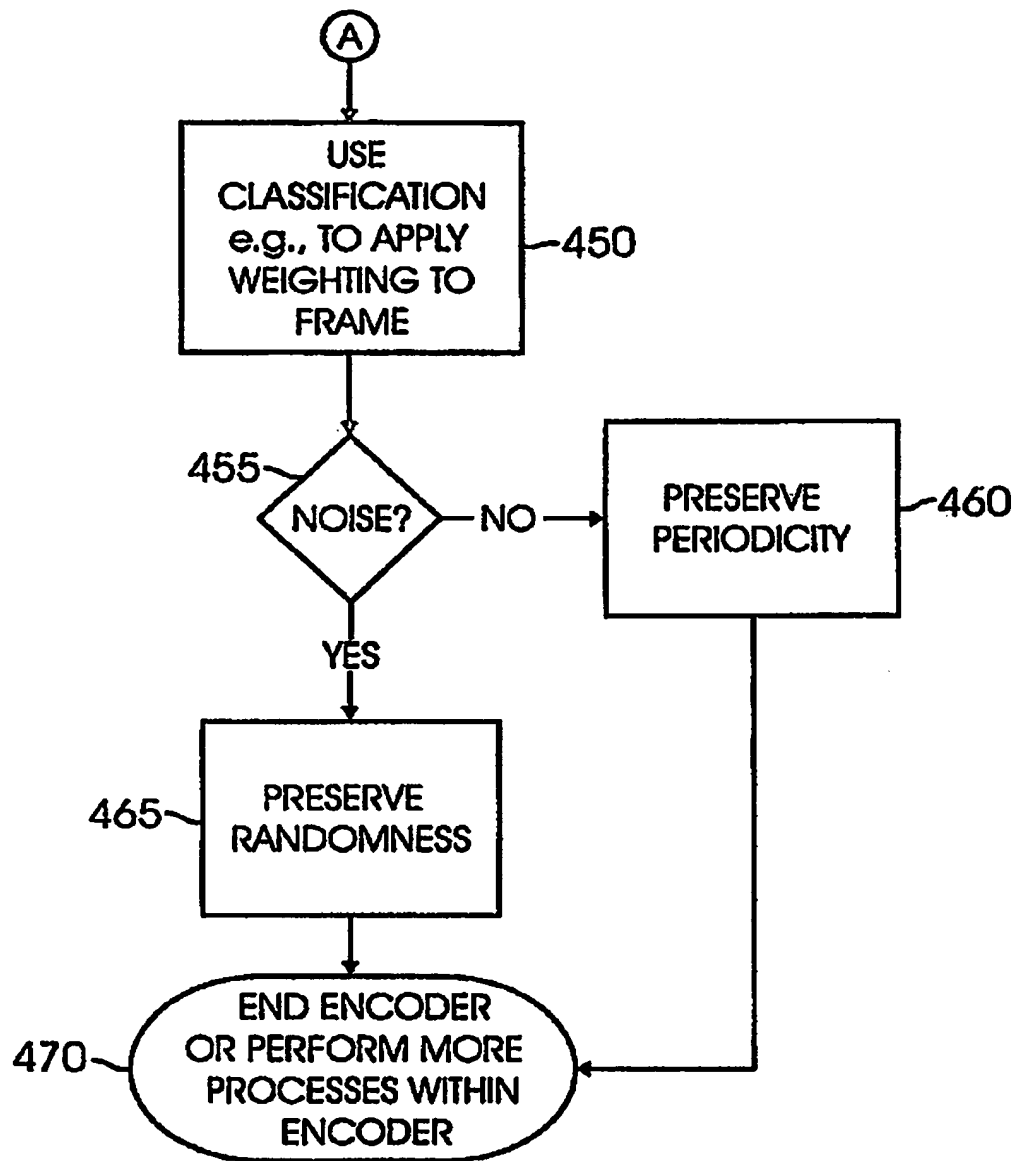 A
USE
CLASSIFICATION
e.g., TO APPLY
WEIGHTING TO
FRAME
450
455
NOISE?
NO
PRESERVE
PERIODICITY
460
YES
465
PRESERVE
RANDOMNESS
470
END ENCODER
OR PERFORM MORE
PROCESSES WITHIN
ENCODER